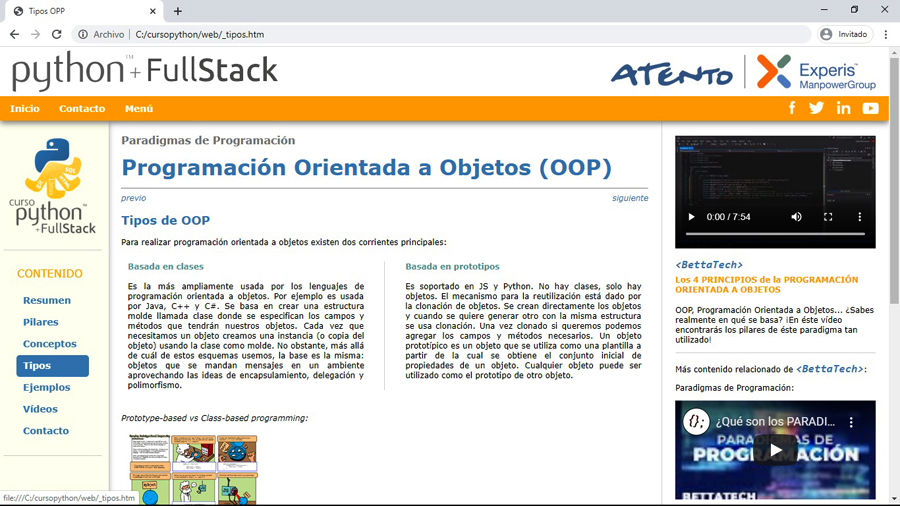 Tipos OPP
Archivo | C:/cursopython/web/_tipos.htm
Invitado
python™ + FullStack
ATENTO
Experis™
ManpowerGroup
Inicio Contacto Menú
curso
python™
+FullStack
CONTENIDO
Resumen
Pilares
Conceptos
Tipos
Ejemplos
Vídeos
Contacto
Paradigmas de Programación
Programación Orientada a Objetos (OOP)
previo siguiente
Tipos de OOP
Para realizar programación orientada a objetos existen dos corrientes principales:
Basada en clases
Es la más ampliamente usada por los lenguajes de
programación orientada a objetos. Por ejemplo es usada
por Java, C++ y C#. Se basa en crear una estructura
molde llamada clase donde se especifican los campos y
métodos que tendrán nuestros objetos. Cada vez que
necesitamos un objeto creamos una instancia (o copia del
objeto) usando la clase como molde. No obstante, más allá
de cuál de estos esquemas usemos, la base es la misma:
objetos que se mandan mensajes en un ambiente
aprovechando las ideas de encapsulamiento, delegación y
polimorfismo.
Basada en prototipos
Es soportado en JS y Python. No hay clases, solo hay
objetos. El mecanismo para la reutilización está dado por
la clonación de objetos. Se crean directamente los objetos
y cuando se quiere generar otro con la misma estructura
se usa clonación. Una vez clonado si queremos podemos
agregar los campos y métodos necesarios. Un objeto
prototípico es un objeto que se utiliza como una plantilla a
partir de la cual se obtiene el conjunto inicial de
propiedades de un objeto. Cualquier objeto puede ser
utilizado como el prototipo de otro objeto.
Prototype-based vs Class-based programming:
0:00 / 7:54
<BettaTech>
Los 4 PRINCIPIOS de la PROGRAMACIÓN
ORIENTADA A OBJETOS
OOP, Programación Orientada a Objetos... ¿Sabes
realmente en qué se basa? ¡En éste vídeo
encontrarás los pilares de éste paradigma tan
utilizado!
Más contenido relacionado de <BettaTech>:
Paradigmas de Programación:
{}; ¿Qué son los PARADI...
PARADIGMAS DE
PROGRAMACIÓN
BETTATECH
file:///C:/cursopython/web/_tipos.htm